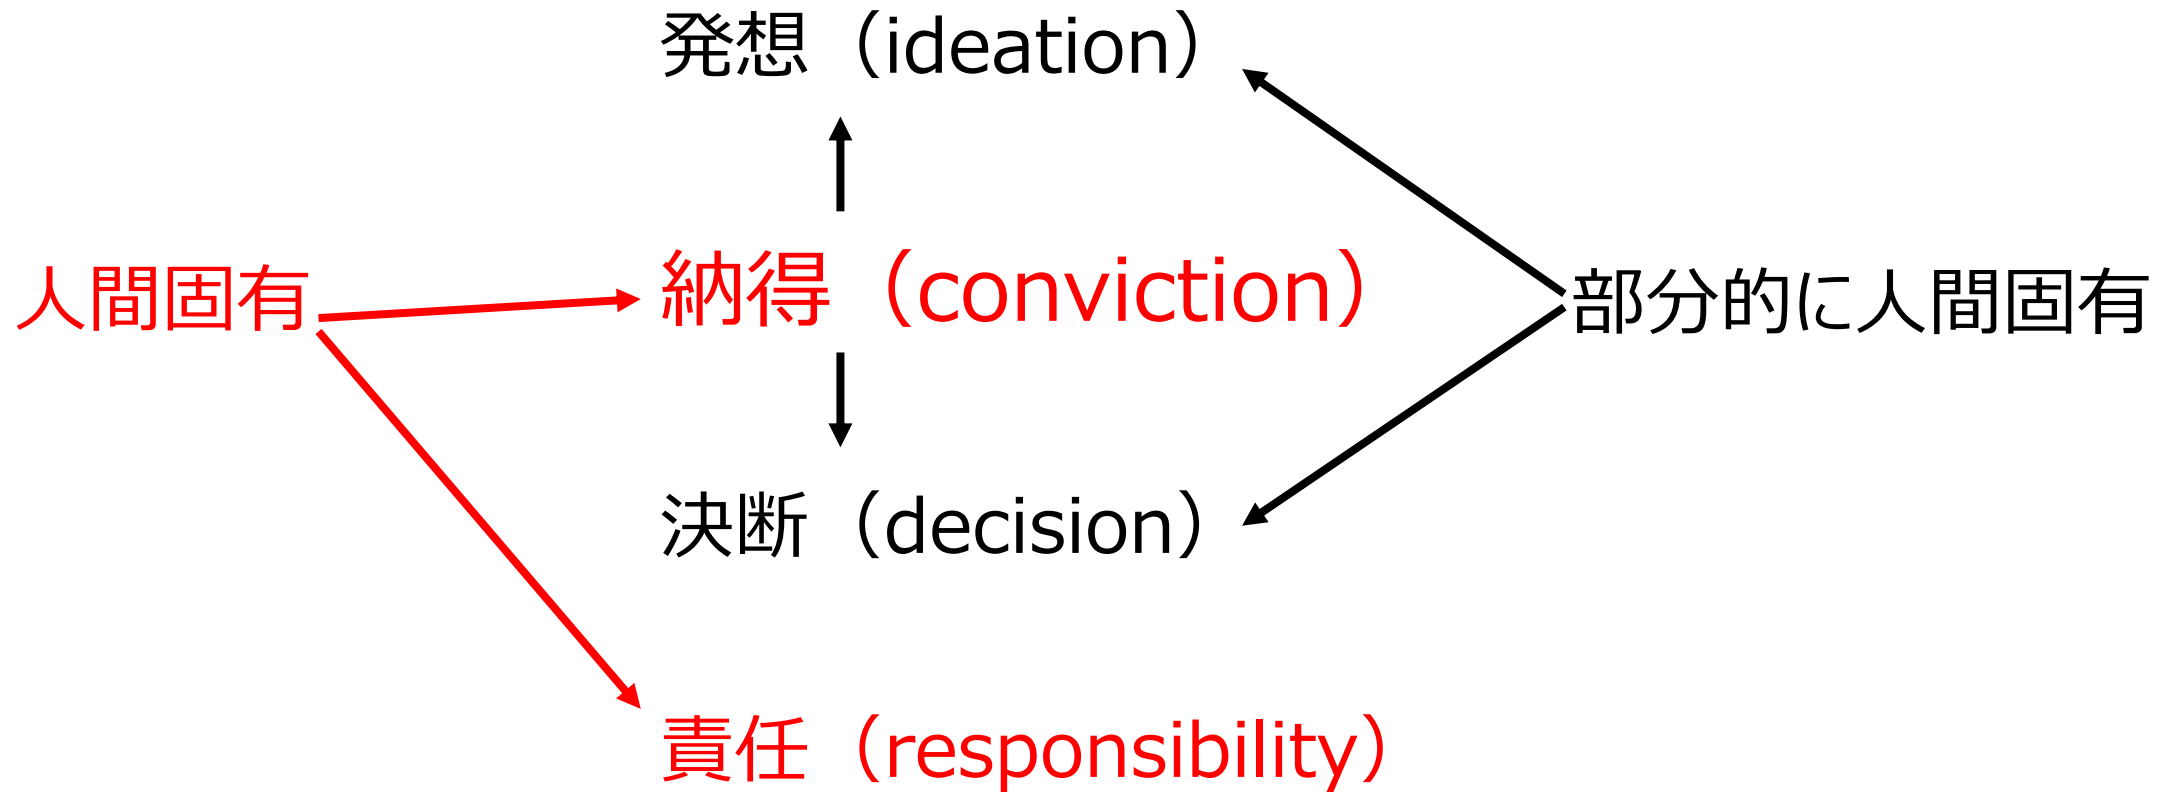 発想（ideation）
人間固有
納得（conviction）
部分的に人間固有
決断（decision）
責任（responsibility）